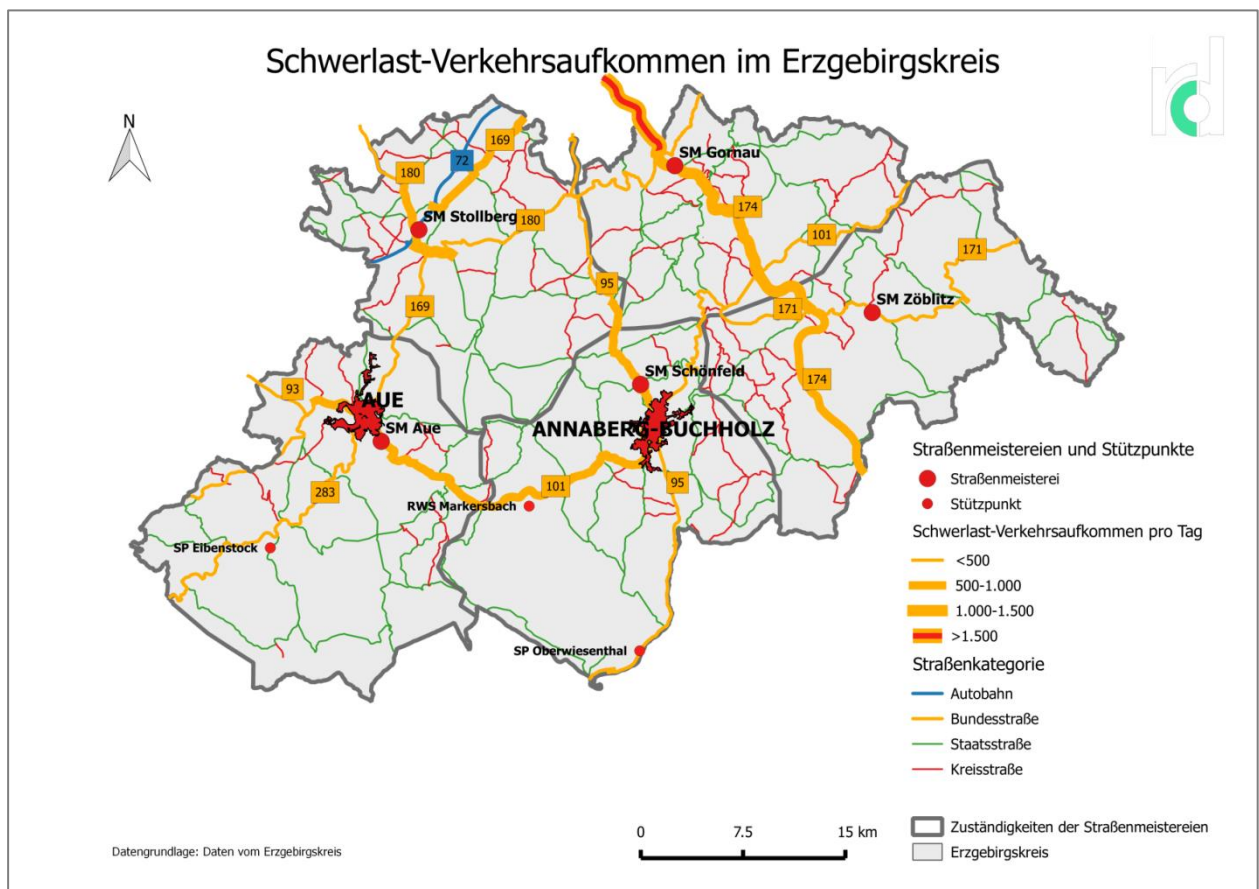 Schwerlast-Verkehrsaufkommen im Erzgebirgskreis
rd
N
169
72
SM Gornau
180
174
SM Stollberg
180
101
171
95
SM Zöblitz
169
171
SM Schönfeld
174
93
AUE
ANNABERG-BUCHHOLZ
SM Aue
101
95
283
RWS Markersbach
SP Eibenstock
SP Oberwiesenthal
Straßenmeistereien und Stützpunkte
Straßenmeisterei
Stützpunkt
Schwerlast-Verkehrsaufkommen pro Tag
<500
500-1.000
1.000-1.500
>1.500
Straßenkategorie
Autobahn
Bundesstraße
Staatsstraße
Kreisstraße
Zuständigkeiten der Straßenmeistereien
Erzgebirgskreis
0 7.5 15 km
Datengrundlage: Daten vom Erzgebirgskreis